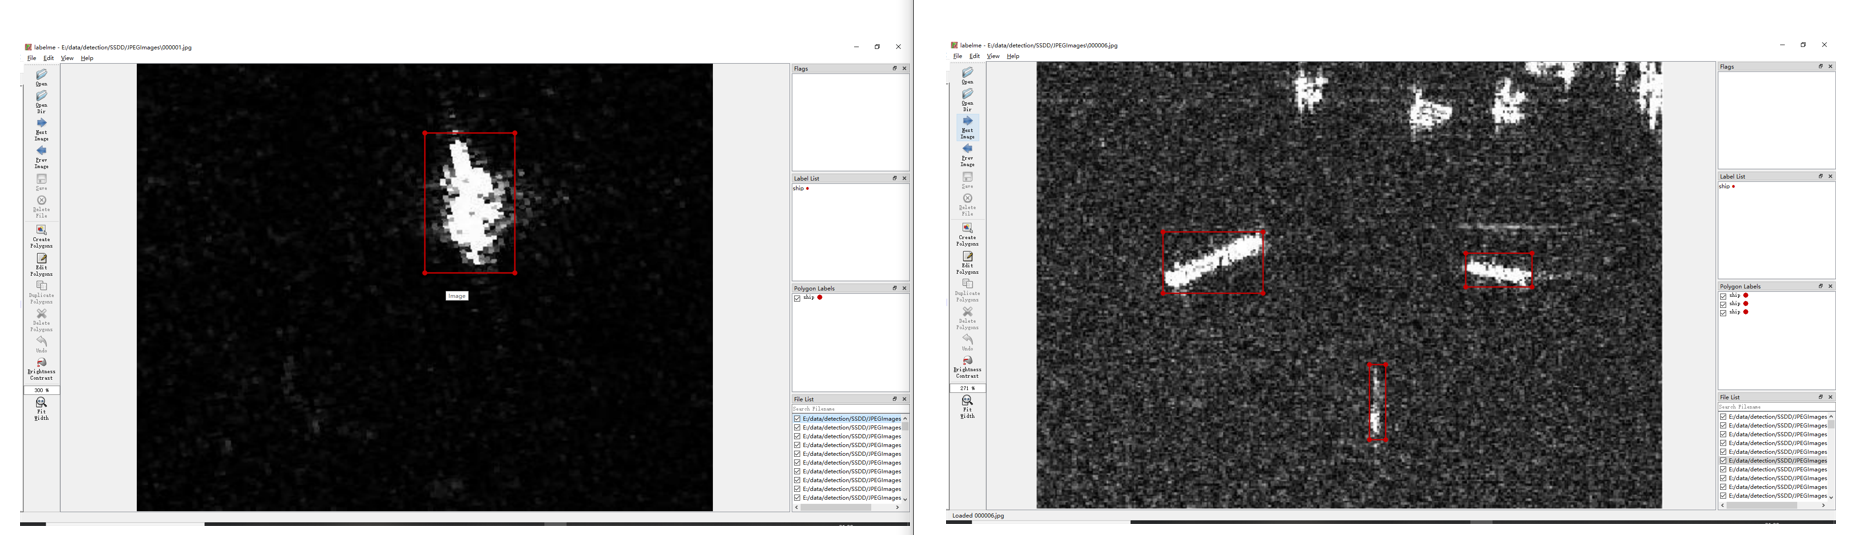 labelme - E:/data/detection/SSDD/JPEGImages\000001.jpg
File Edit View Help
Open
Open
Dir
Next
Image
Prev
Image
Save
Delete
File
Create
Polygons
Edit
Polygons
Duplicate
Polygons
Delete
Polygons
Undo
Brightness
Contrast
300 %
Fit
Width
Image
Flags
Label List
ship
Polygon Labels
ship
File List
Search Filename
E:/data/detection/SSDD/JPEGImages
E:/data/detection/SSDD/JPEGImages
E:/data/detection/SSDD/JPEGImages
E:/data/detection/SSDD/JPEGImages
E:/data/detection/SSDD/JPEGImages
E:/data/detection/SSDD/JPEGImages
E:/data/detection/SSDD/JPEGImages
E:/data/detection/SSDD/JPEGImages
E:/data/detection/SSDD/JPEGImages
E:/data/detection/SSDD/JPEGImages
labelme - E:/data/detection/SSDD/JPEGImages\000006.jpg
File Edit View Help
Open
Open
Dir
Next
Image
Prev
Image
Save
Delete
File
Create
Polygons
Edit
Polygons
Duplicate
Polygons
Delete
Polygons
Undo
Brightness
Contrast
271 %
Fit
Width
Flags
Label List
ship
Polygon Labels
ship
ship
ship
File List
Search Filename
E:/data/detection/SSDD/JPEGImages
E:/data/detection/SSDD/JPEGImages
E:/data/detection/SSDD/JPEGImages
E:/data/detection/SSDD/JPEGImages
E:/data/detection/SSDD/JPEGImages
E:/data/detection/SSDD/JPEGImages
E:/data/detection/SSDD/JPEGImages
E:/data/detection/SSDD/JPEGImages
E:/data/detection/SSDD/JPEGImages
E:/data/detection/SSDD/JPEGImages
Loaded 000006.jpg